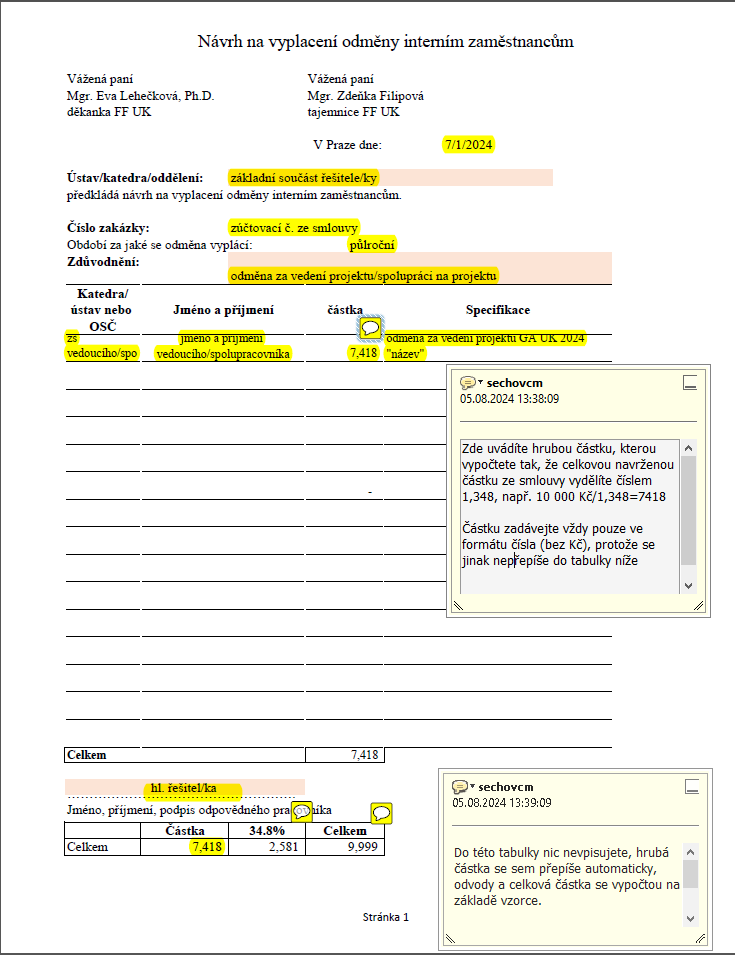 Návrh na vyplacení odměny interním zaměstnancům
Vážená paní
Mgr. Eva Lehečková, Ph.D.
děkanka FF UK
Vážená paní
Mgr. Zdeňka Filipová
tajemnice FF UK
V Praze dne: 7/1/2024
Ústav/katedra/oddělení: základní součást řešitele/ky
předkládá návrh na vyplacení odměny interním zaměstnancům.
Číslo zakázky: zúčtovací č. ze smlouvy
Období za jaké se odměna vyplácí: půlroční
Zdůvodnění:
odměna za vedení projektu/spolupráci na projektu
Katedra/
ústav nebo
OSČ
Jméno a příjmení
částka
Specifikace
zs
vedoucího/spo
jméno a příjmení
vedoucího/spolupracovníka
7,418
odměna za vedení projektu GA UK 2024
"název"
-
Celkem 7,418
hl. řešitel/ka
Jméno, příjmení, podpis odpovědného
Částka 34.8% Celkem
Celkem 7,418 2,581 9,999
Stránka 1
sechovcm
05.08.2024 13:38:09
Zde uvádíte hrubou částku, kterou
vypočtete tak, že celkovou navrženou
částku ze smlouvy vydělíte číslem
1,348, např. 10 000 Kč/1,348=7418
Částku zadávejte vždy pouze ve
formátu čísla (bez Kč), protože se
jinak nepřepíše do tabulky níže
sechovcm
05.08.2024 13:39:09
Do této tabulky nic nevpisujete, hrubá
částka se sem přepíše automaticky,
odvody a celková částka se vypočtou na
základě vzorce.